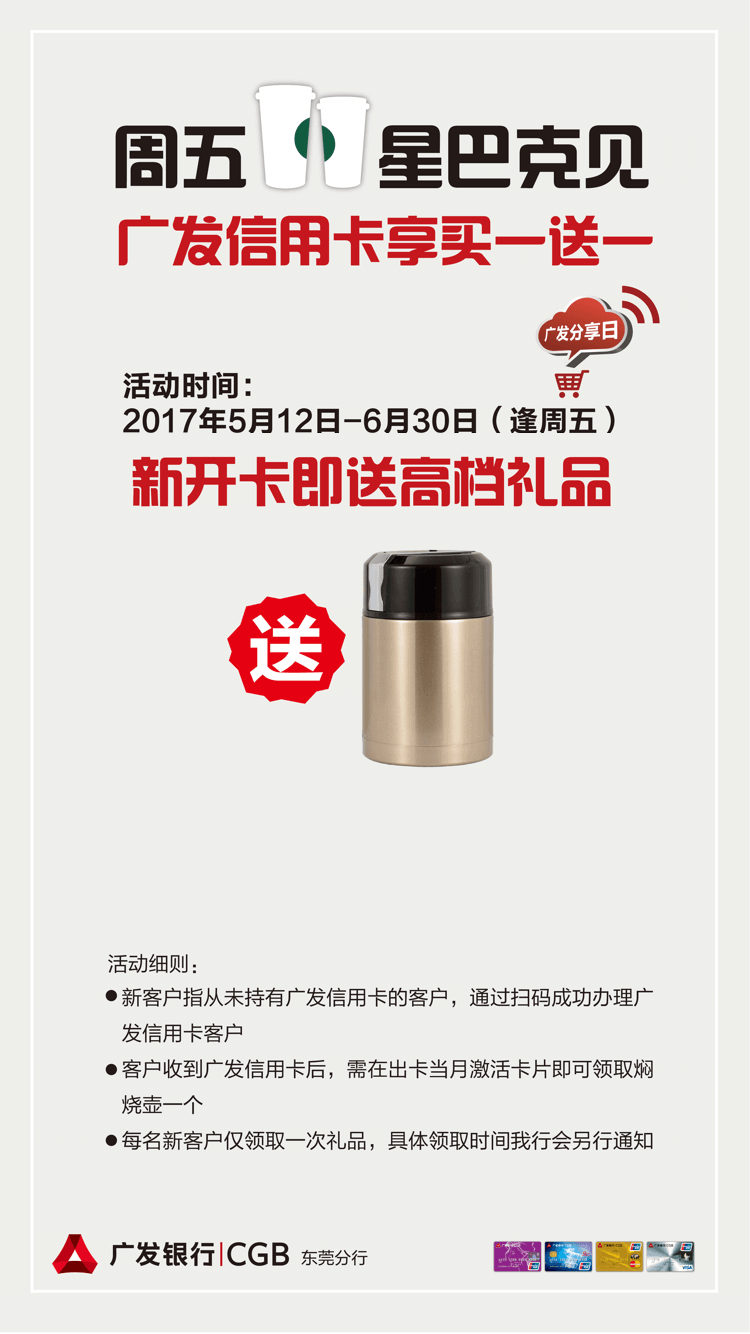 周五 星巴克见
广发信用卡享买一送一
广发分享日
活动时间：
2017年5月12日-6月30日（逢周五）
新开卡即送高档礼品
送
活动细则：
●新客户指从未持有广发信用卡的客户，通过扫码成功办理广
发信用卡客户
●客户收到广发信用卡后，需在出卡当月激活卡片即可领取焖
烧壶一个
●每名新客户仅领取一次礼品，具体领取时间我行会另行通知
广发银行|CGB 东莞分行